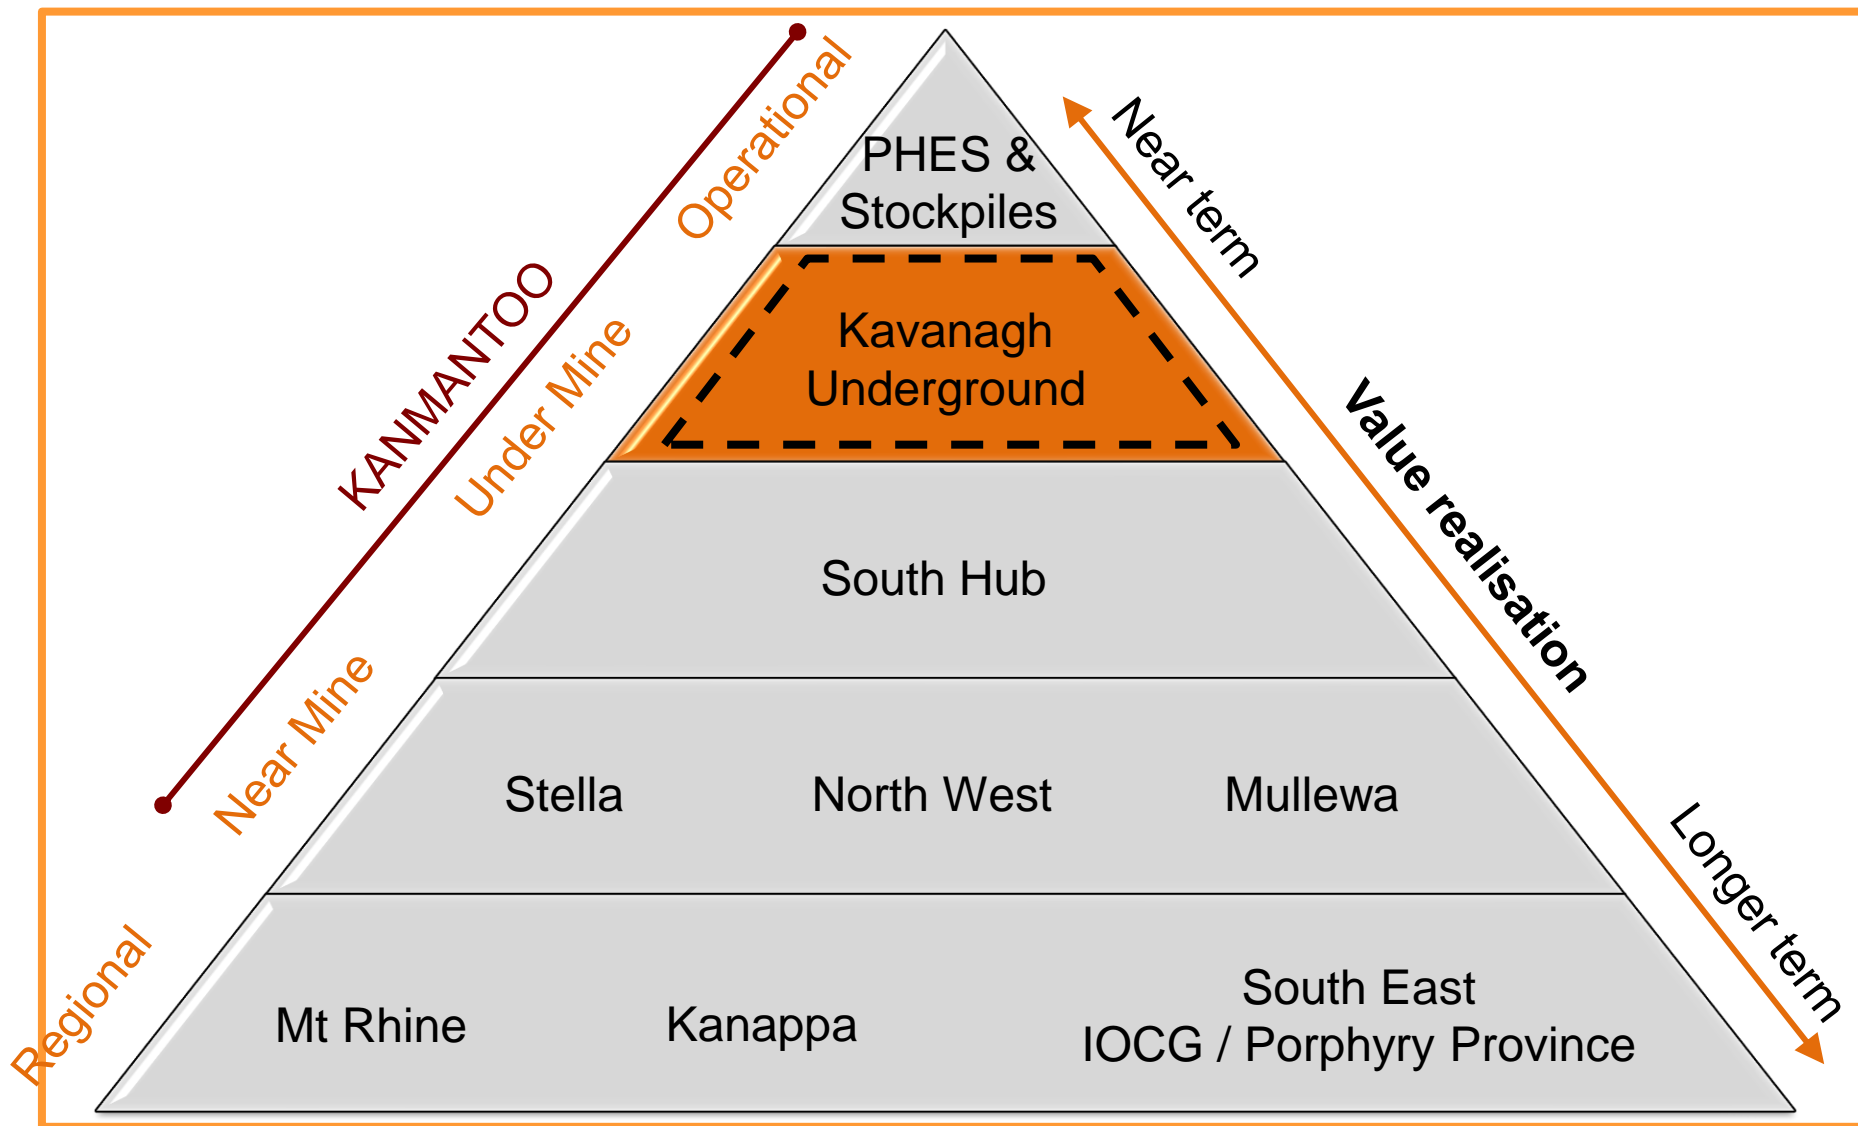 Operational
PHES &
Stockpiles
Near term
KANMANTOO
Under Mine
Kavanagh
Underground
Value realisation
South Hub
Near Mine
Stella
North West
Mullewa
Longer term
Regional
Mt Rhine
Kanappa
South East
IOCG / Porphyry Province